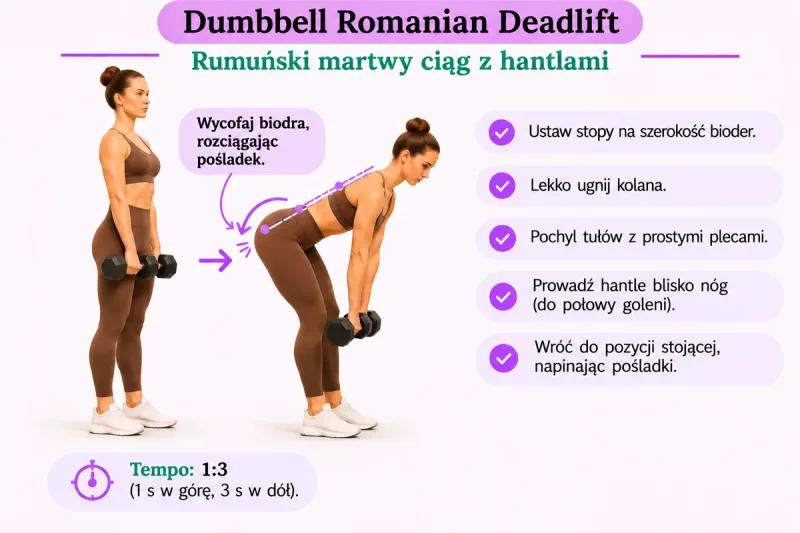 Dumbbell Romanian Deadlift
Rumuński martwy ciąg z hantlami
Wycofaj biodra,
rozciągając
pośladek.
Ustaw stopy na szerokość bioder.
Lekko ugnij kolana.
Pochyl tułów z prostymi plecami.
Prowadź hantle blisko nóg
(do połowy goleni).
Wróć do pozycji stojącej,
napinając pośladki.
Tempo: 1:3
(1 s w górę, 3 s w dół).